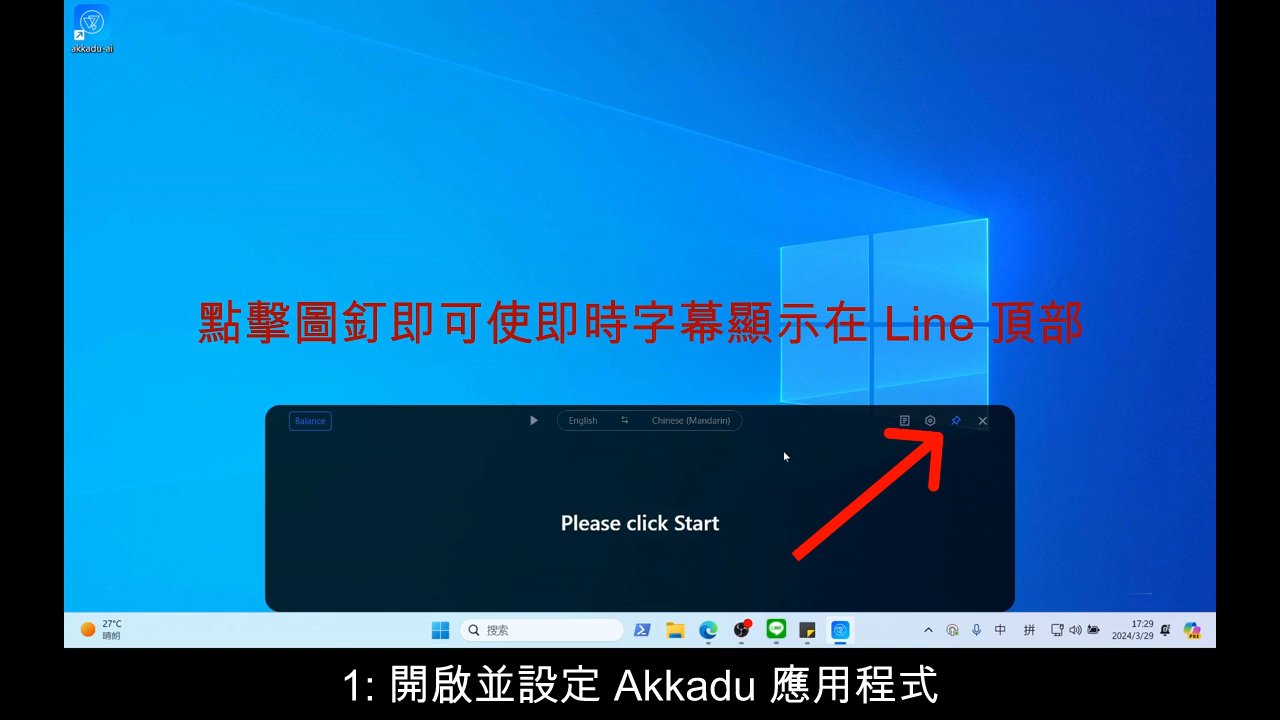 akkadu-ai
點擊圖釘即可使即時字幕顯示在 Line 頂部
Balance
English
Chinese (Mandarin)
Please click Start
27°C
晴朗
搜索
中
拼
17:29
2024/3/29
PRE
1: 開啟並設定 Akkadu 應用程式